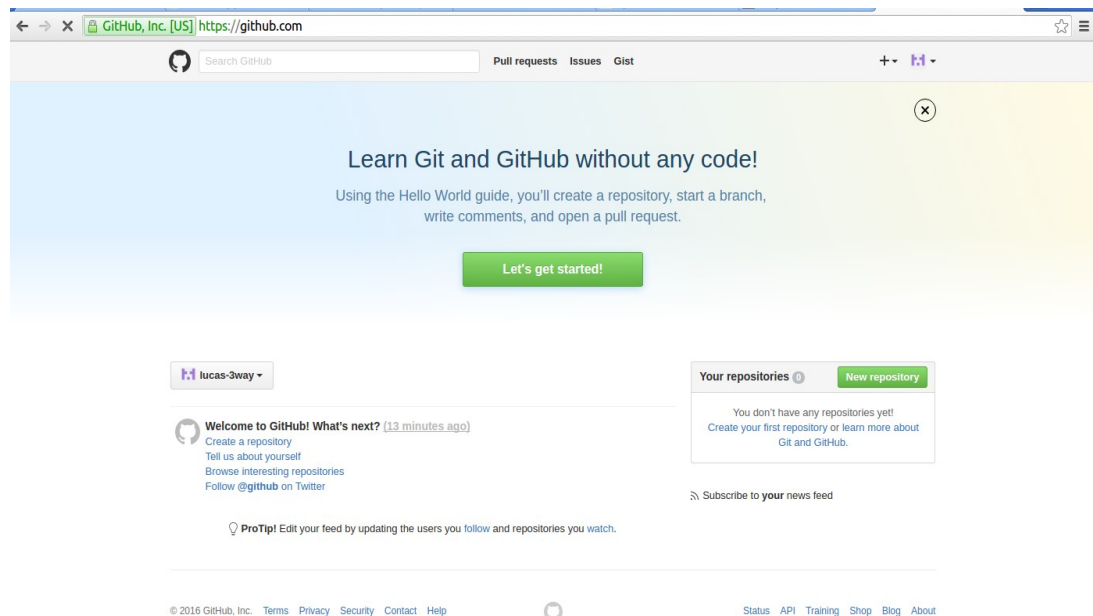 GitHub, Inc. [US] https://github.com
Search GitHub
Pull requests Issues Gist
Learn Git and GitHub without any code!
Using the Hello World guide, you'll create a repository, start a branch,
write comments, and open a pull request.
Let's get started!
lucas-3way
Your repositories 0 New repository
You don't have any repositories yet!
Create your first repository or learn more about
Git and GitHub.
Welcome to GitHub! What's next? (13 minutes ago)
Create a repository
Tell us about yourself
Browse interesting repositories
Follow @github on Twitter
Subscribe to your news feed
ProTip! Edit your feed by updating the users you follow and repositories you watch.
© 2016 GitHub, Inc. Terms Privacy Security Contact Help
Status API Training Shop Blog About